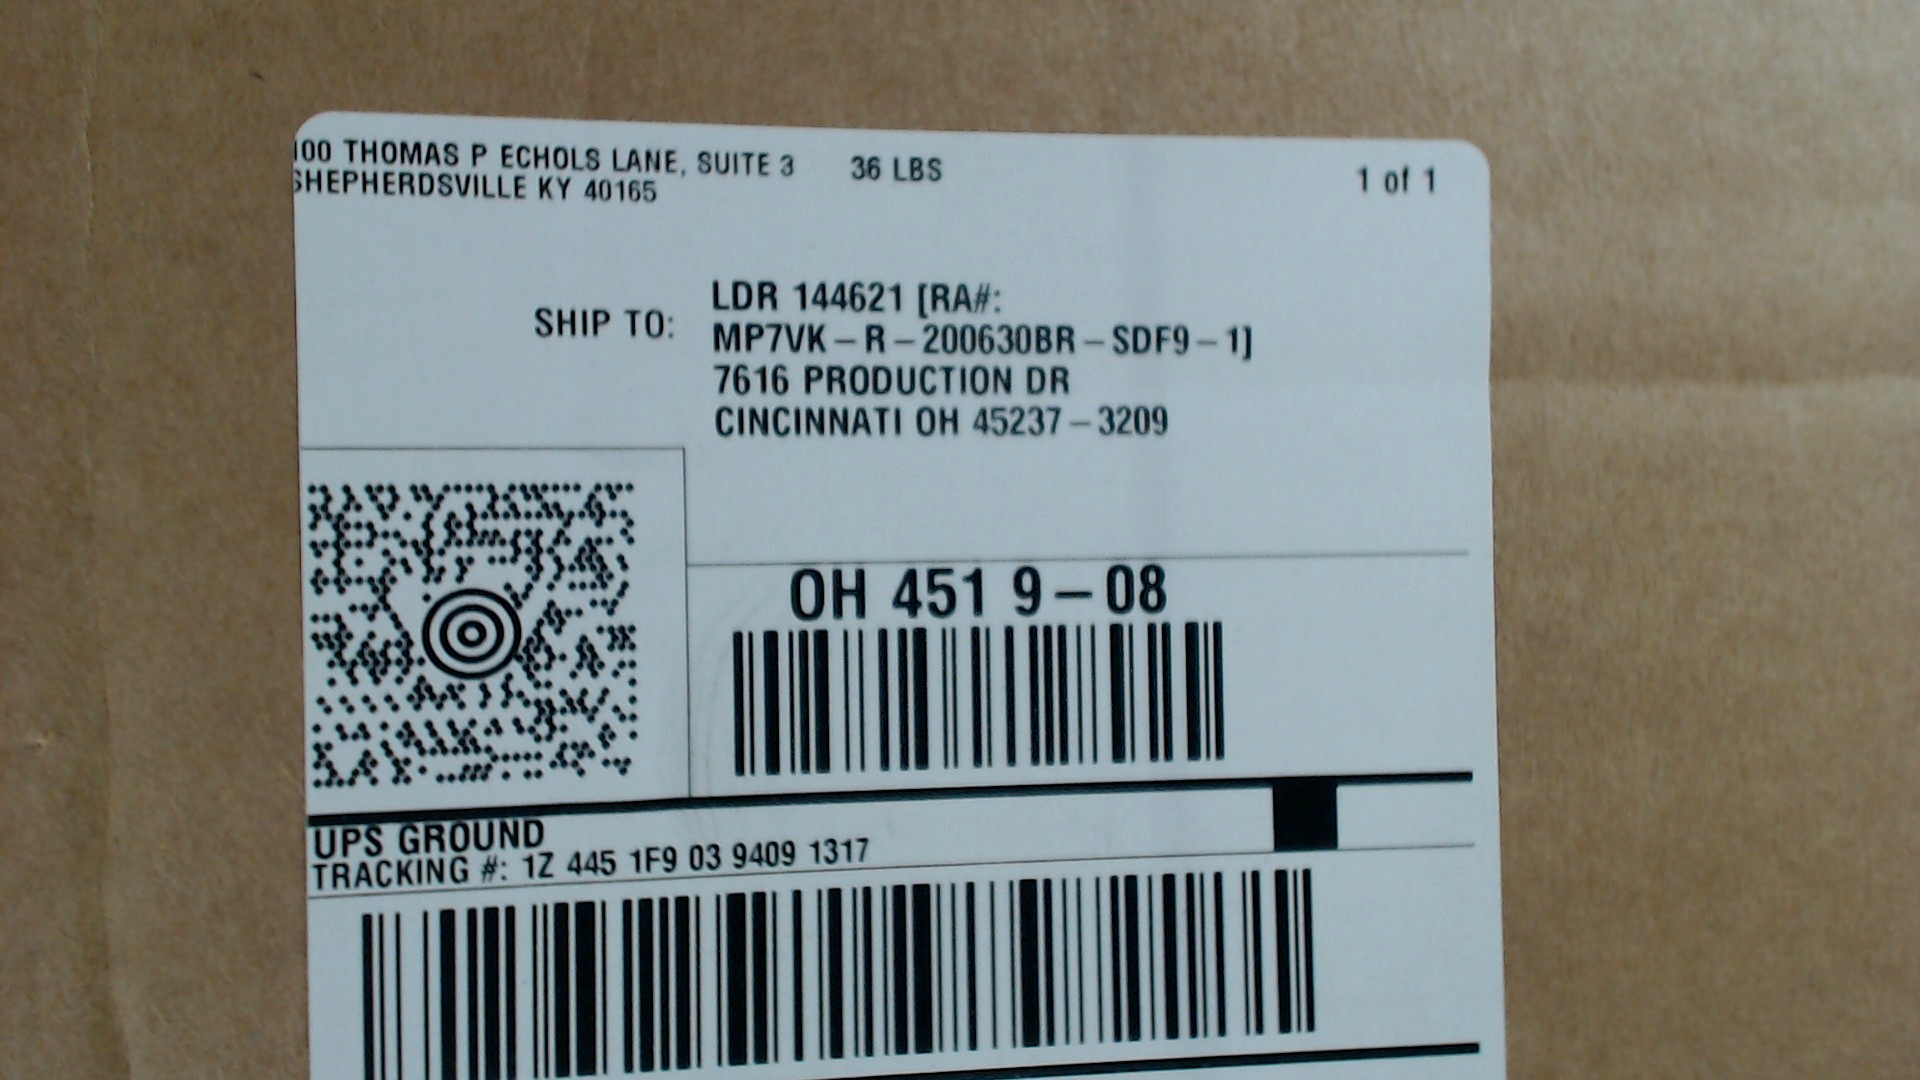 100 THOMAS P ECHOLS LANE, SUITE 3 36 LBS 1 of 1
SHEPHERDSVILLE KY 40165
SHIP TO:
LDR 144621 [RA#:
MP7VK-R-200630BR-SDF9-1]
7616 PRODUCTION DR
CINCINNATI OH 45237-3209
OH 451 9-08
UPS GROUND
TRACKING #: 1Z 445 1F9 03 9409 1317